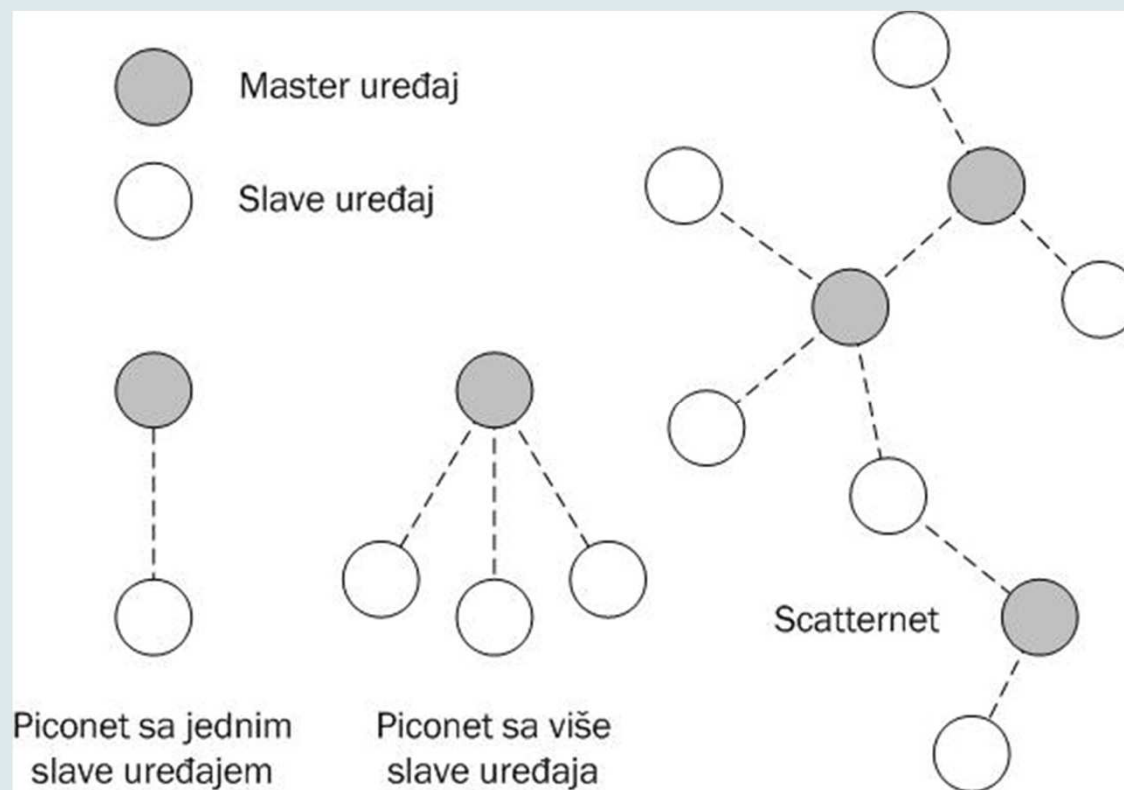 Master uređaj
Slave uređaj
Scatternet
Piconet sa jednim
slave uređajem
Piconet sa više
slave uređaja